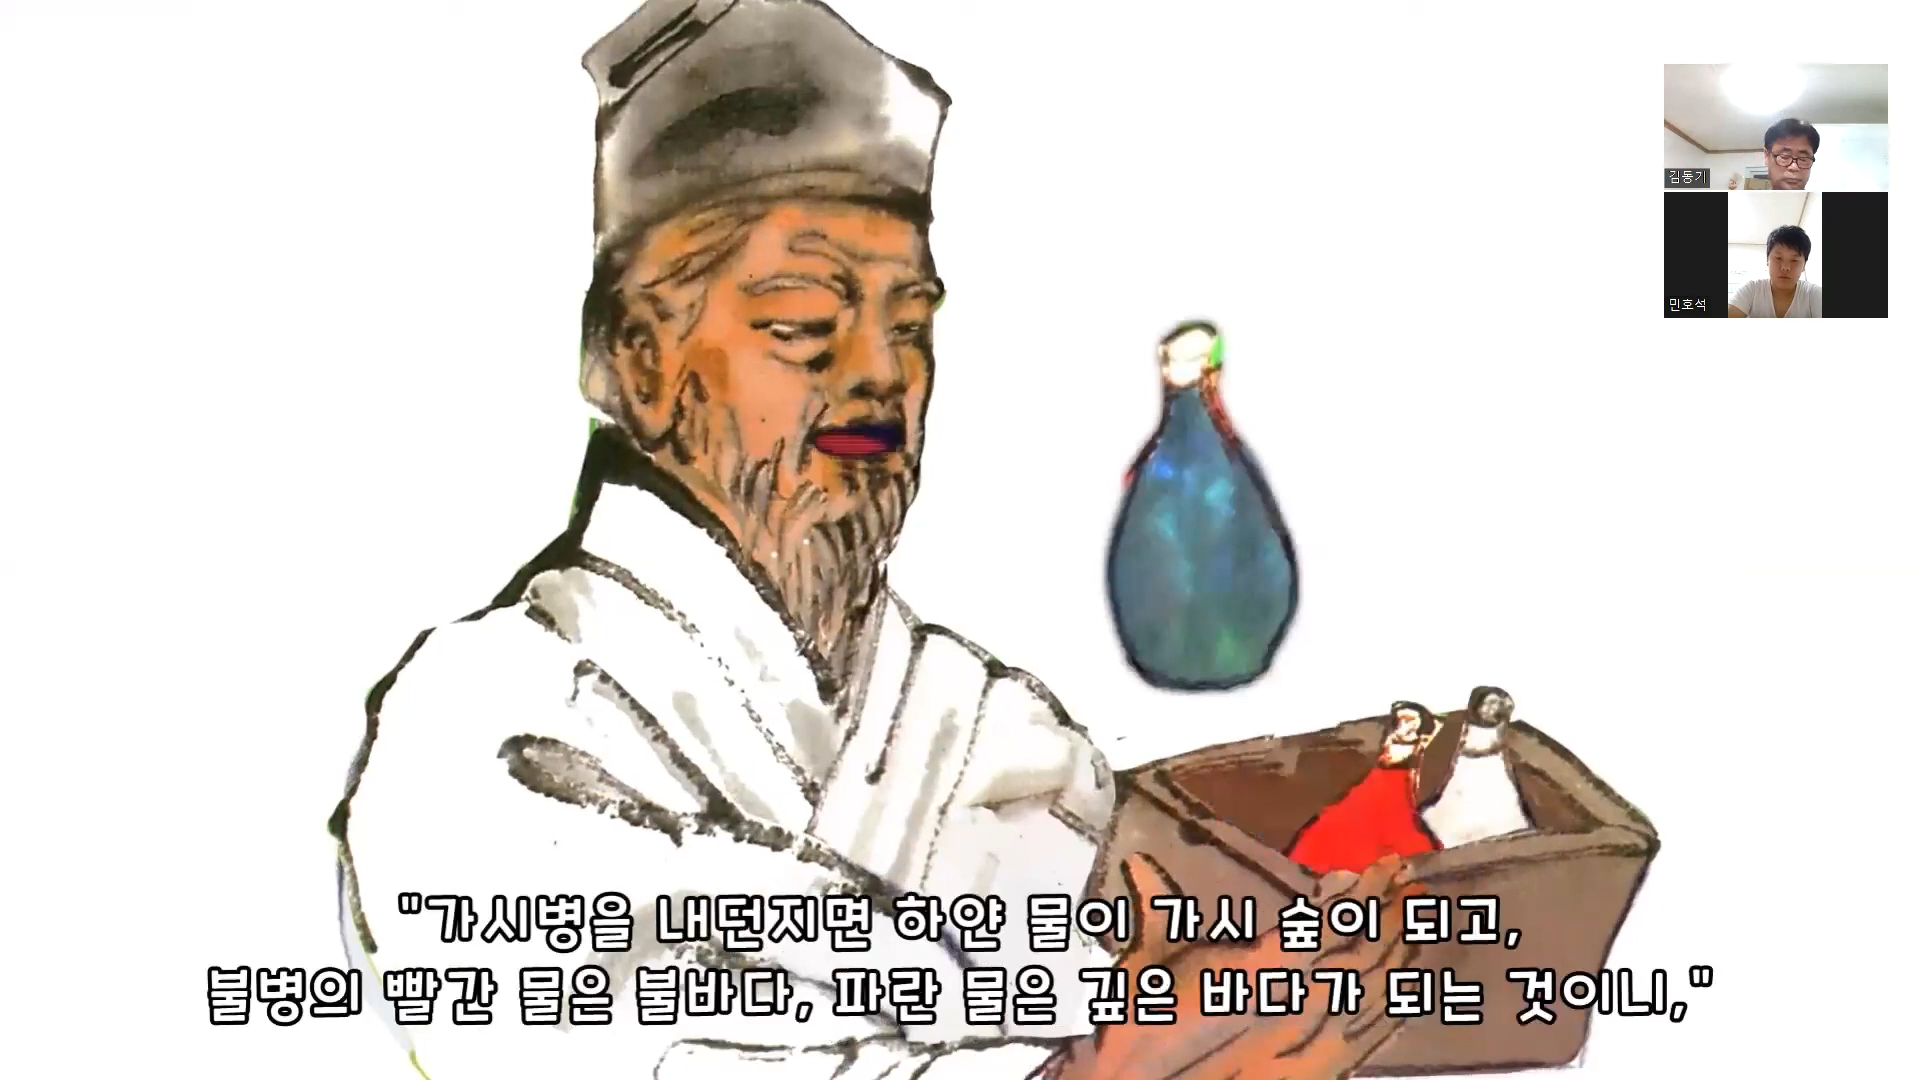 김동기
민호석
"가시병을 내던지면 하얀 물이 가시 숲이 되고,
불병의 빨간 물은 불바다, 파란 물은 깊은 바다가 되는 것이니,"